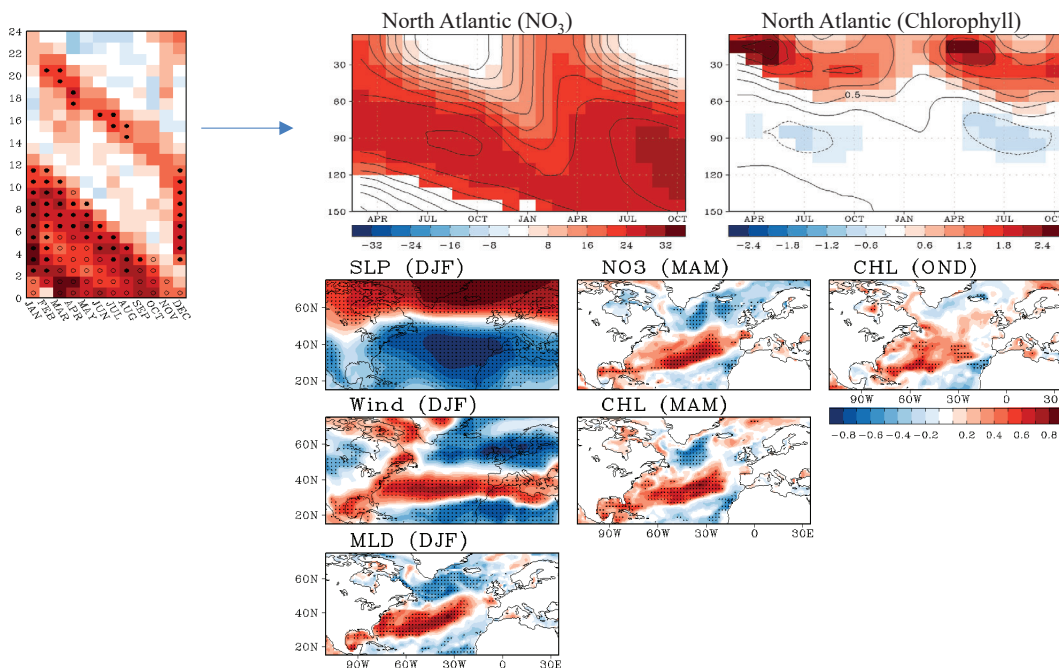 North Atlantic (NO3)
North Atlantic (Chlorophyll)
24
22
20
18
16
14
12
10
8
6
4
2
0
JAN
FEB
MAR
APR
MAY
JUN
JUL
AUG
SEP
OCT
NOV
DEC
30
60
90
120
150
APR JUL OCT JAN APR JUL OCT
−32 −24 −16 −8 8 16 24 32
0.5
30
60
90
120
150
APR JUL OCT JAN APR JUL OCT
−2.4 −1.8 −1.2 −0.6 0.6 1.2 1.8 2.4
SLP (DJF) NO3 (MAM) CHL (OND)
60N
40N
20N
90W 60W 30W 0 30E
−0.8 −0.6 −0.4 −0.2 0.2 0.4 0.6 0.8
Wind (DJF) CHL (MAM)
60N
40N
20N
90W 60W 30W 0 30E
MLD (DJF)
60N
40N
20N
90W 60W 30W 0 30E